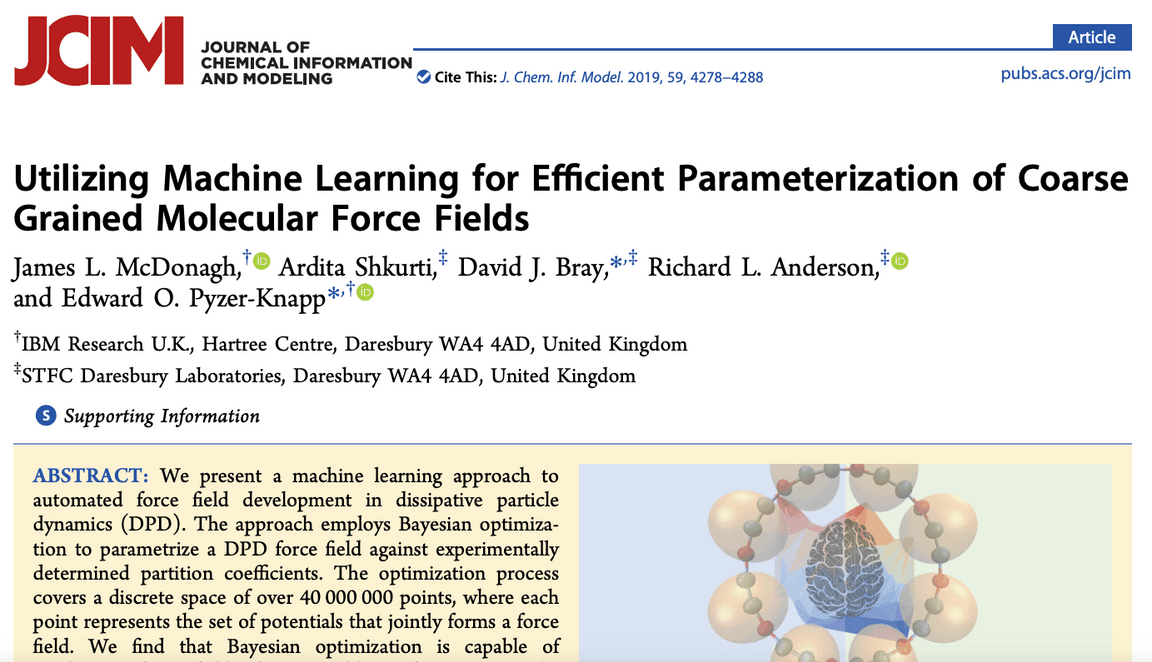 JCIM
JOURNAL OF
CHEMICAL INFORMATION
AND MODELING
Article
Cite This: J. Chem. Inf. Model. 2019, 59, 4278−4288
pubs.acs.org/jcim
Utilizing Machine Learning for Efficient Parameterization of Coarse
Grained Molecular Force Fields
James L. McDonagh,† iD Ardita Shkurti,‡ David J. Bray,*,‡ Richard L. Anderson,‡ iD
and Edward O. Pyzer-Knapp*,† iD
†IBM Research U.K., Hartree Centre, Daresbury WA4 4AD, United Kingdom
‡STFC Daresbury Laboratories, Daresbury WA4 4AD, United Kingdom
S Supporting Information
ABSTRACT: We present a machine learning approach to
automated force field development in dissipative particle
dynamics (DPD). The approach employs Bayesian optimiza-
tion to parametrize a DPD force field against experimentally
determined partition coefficients. The optimization process
covers a discrete space of over 40 000 000 points, where each
point represents the set of potentials that jointly forms a force
field. We find that Bayesian optimization is capable of